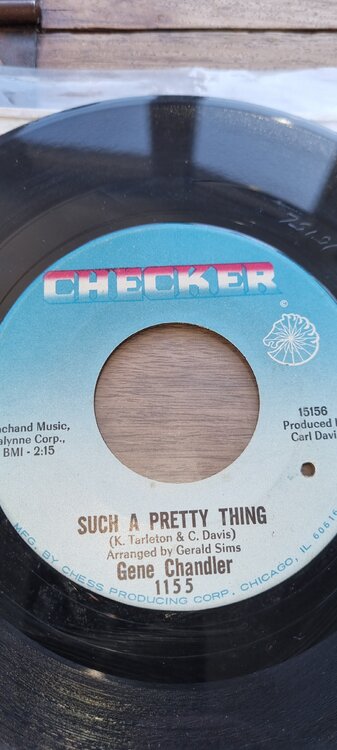 CHECKER
©
15156
Produced
Carl Davi
chand Music,
alynne Corp.,
BMI - 2:15
SUCH A PRETTY THING
(K. Tarleton & C. Davis)
Arranged by Gerald Sims
Gene Chandler
1155
MFG. BY CHESS PRODUCING CORP., CHICAGO, IL 60616